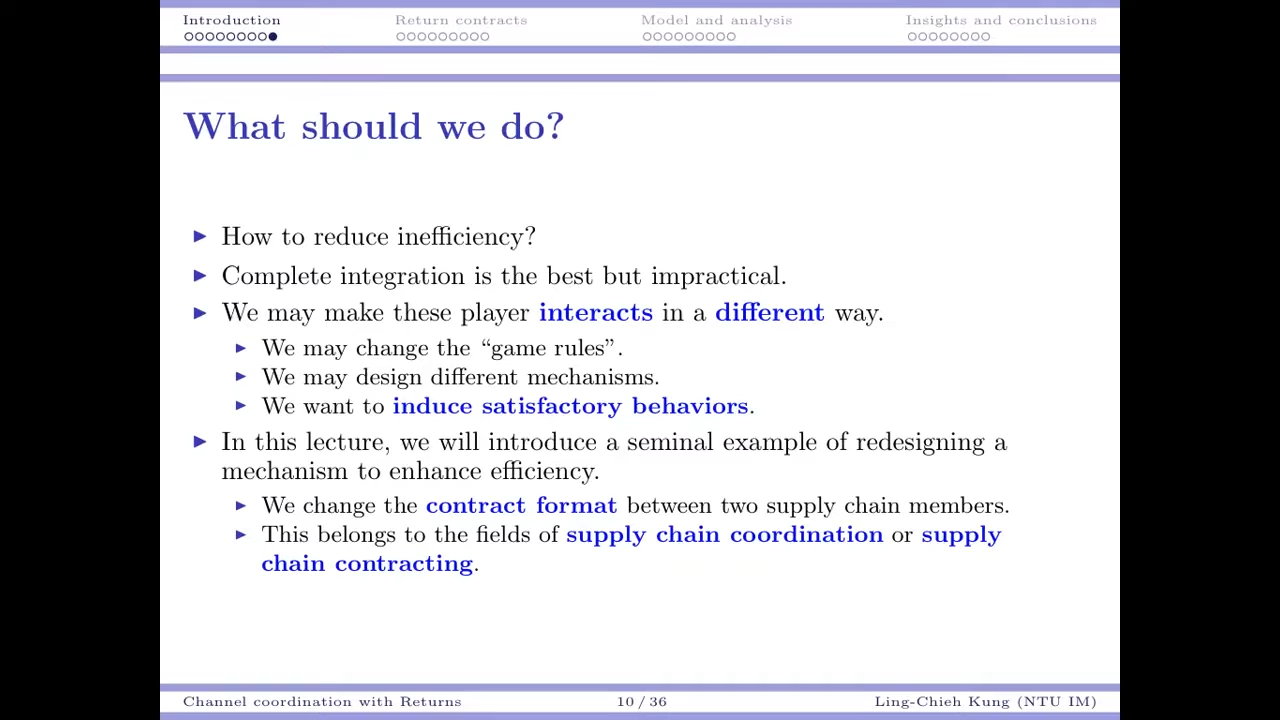 Introduction
Return contracts
Model and analysis
Insights and conclusions
What should we do?
How to reduce inefficiency?
Complete integration is the best but impractical.
We may make these player interacts in a different way.
We may change the “game rules”.
We may design different mechanisms.
We want to induce satisfactory behaviors.
In this lecture, we will introduce a seminal example of redesigning a
mechanism to enhance efficiency.
We change the contract format between two supply chain members.
This belongs to the fields of supply chain coordination or supply
chain contracting.
Channel coordination with Returns
10 / 36
Ling-Chieh Kung (NTU IM)